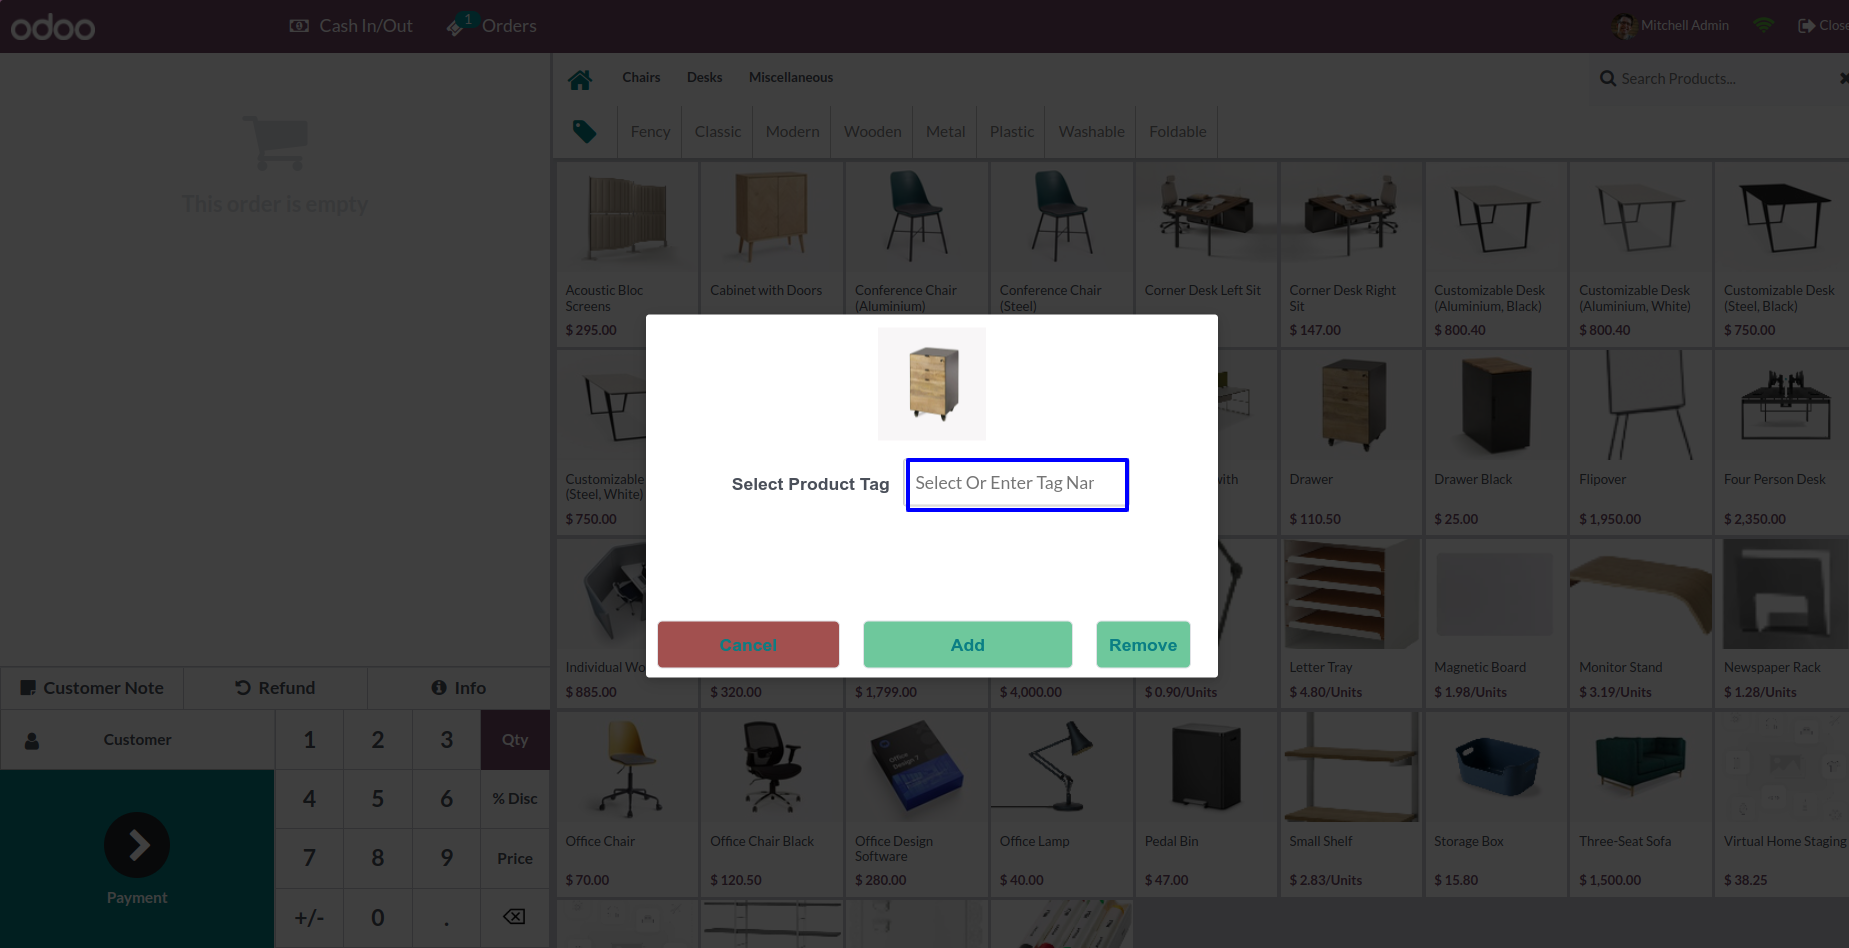 odoo
Cash In/Out
1
Orders
Mitchell Admin
Close
This order is empty
Chairs
Desks
Miscellaneous
Search Products...
Fency
Classic
Modern
Wooden
Metal
Plastic
Washable
Foldable
Acoustic Bloc
Screens
$ 295.00
Cabinet with Doors
Conference Chair
(Aluminium)
Conference Chair
(Steel)
Corner Desk Left Sit
Corner Desk Right
Sit
$ 147.00
Customizable Desk
(Aluminium, Black)
$ 800.40
Customizable Desk
(Aluminium, White)
$ 800.40
Customizable Desk
(Steel, Black)
$ 750.00
Customizable
(Steel, White)
$ 750.00
Select Product Tag
Select Or Enter Tag Nar
with
Drawer
$ 110.50
Drawer Black
$ 25.00
Flipover
$ 1,950.00
Four Person Desk
$ 2,350.00
Cancel
Add
Remove
Individual Wo
$ 885.00
$ 320.00
$ 1,799.00
$ 4,000.00
$ 0.90/Units
Letter Tray
$ 4.80/Units
Magnetic Board
$ 1.98/Units
Monitor Stand
$ 3.19/Units
Newspaper Rack
$ 1.28/Units
Office Chair
$ 70.00
Office Chair Black
$ 120.50
Office
Design 7
Office Design
Software
$ 280.00
Office Lamp
$ 40.00
Pedal Bin
$ 47.00
Small Shelf
$ 2.83/Units
Storage Box
$ 15.80
Three-Seat Sofa
$ 1,500.00
Virtual Home Staging
$ 38.25
Customer Note
Refund
Info
Customer
1
2
3
Qty
4
5
6
% Disc
7
8
9
Price
+/-
0
.
Payment